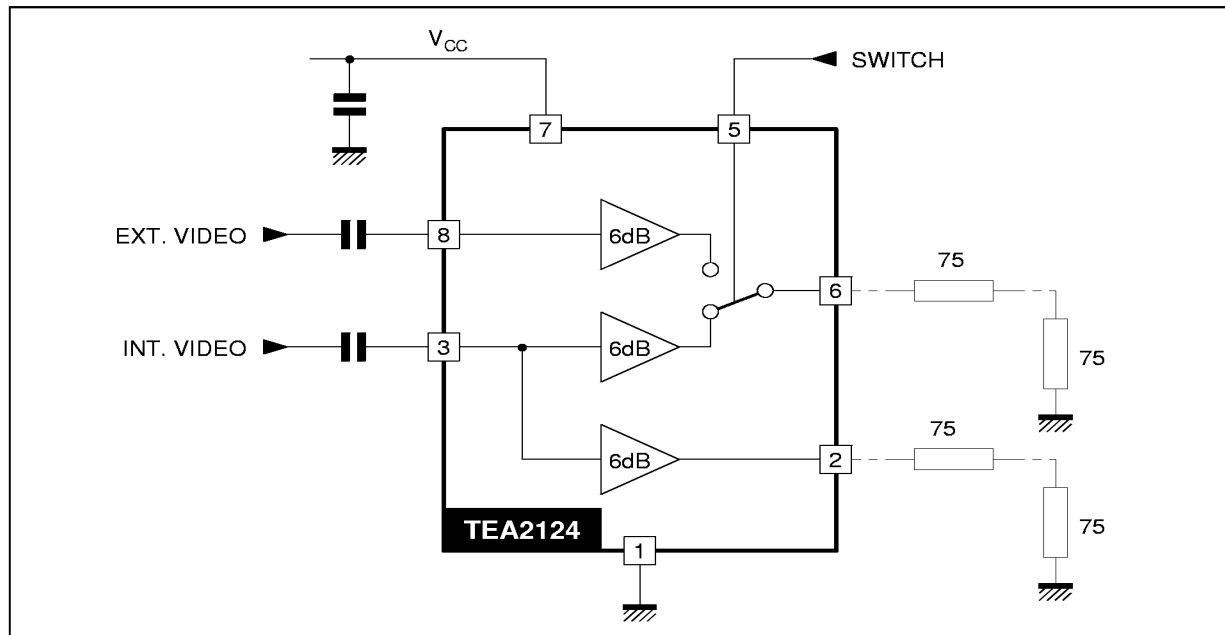 VCC
SWITCH
7
5
EXT. VIDEO
8
6dB
75
6
INT. VIDEO
3
6dB
75
75
6dB
2
75
TEA2124
1